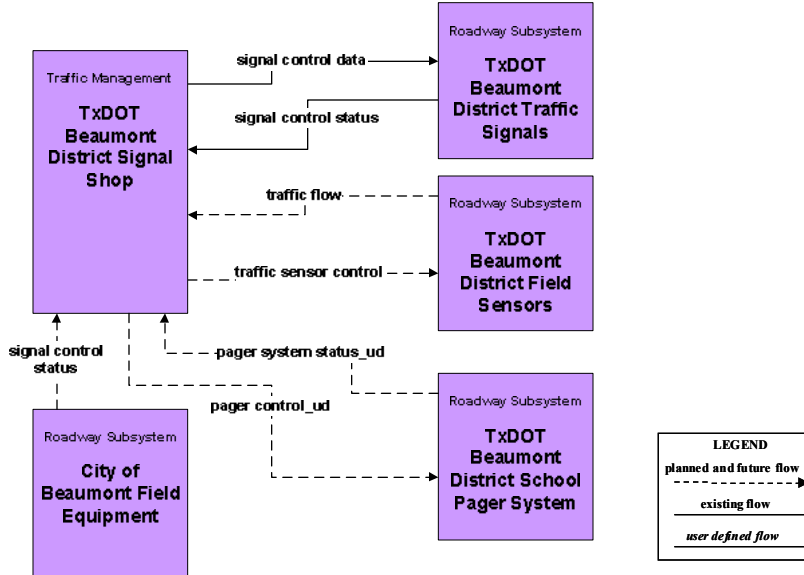 Traffic Management
TxDOT
Beaumont
District Signal
Shop
signal control data
signal control status
Roadway Subsystem
TxDOT
Beaumont
District Traffic
Signals
traffic flow
traffic sensor control
Roadway Subsystem
TxDOT
Beaumont
District Field
Sensors
signal control
status
pager system status_ud
pager control_ud
Roadway Subsystem
City of
Beaumont Field
Equipment
Roadway Subsystem
TxDOT
Beaumont
District School
Pager System
LEGEND
planned and future flow
existing flow
user defined flow